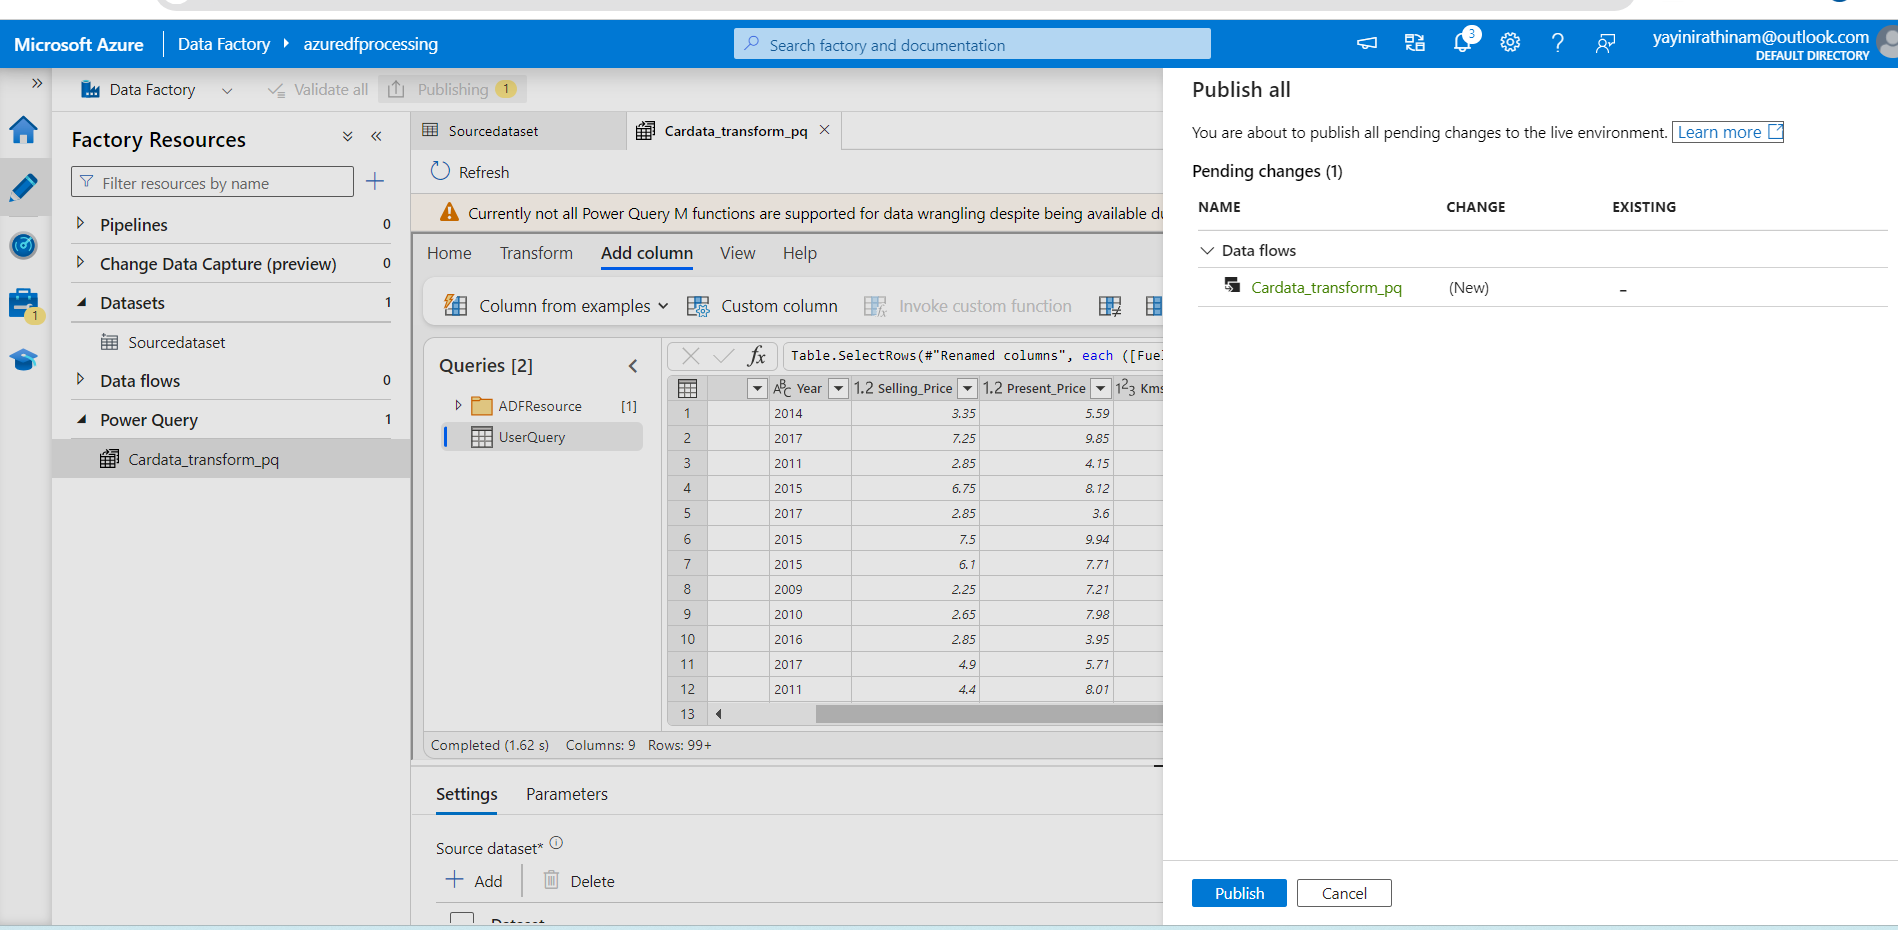 Microsoft Azure
Data Factory
azuredfprocessing
Search factory and documentation
3
yayinirathinam@outlook.com
DEFAULT DIRECTORY
Data Factory
Validate all
Publishing
1
Factory Resources
Filter resources by name
Pipelines 0
Change Data Capture (preview) 0
Datasets 1
Sourcedataset
Data flows 0
Power Query 1
Cardata_transform_pq
1
Sourcedataset
Cardata_transform_pq
Refresh
Currently not all Power Query M functions are supported for data wrangling despite being available
Home Transform Add column View Help
Column from examples Custom column Invoke custom function
Queries [2]
ADFResource [1]
UserQuery
fx Table.SelectRows(#"Renamed columns", each ([Fue
ABC Year 1.2 Selling_Price 1.2 Present_Price 123 Kms
1 2014 3.35 5.59
2 2017 7.25 9.85
3 2011 2.85 4.15
4 2015 6.75 8.12
5 2017 2.85 3.6
6 2015 7.5 9.94
7 2015 6.1 7.71
8 2009 2.25 7.21
9 2010 2.65 7.98
10 2016 2.85 3.95
11 2017 4.9 5.71
12 2011 4.4 8.01
13
Completed (1.62 s) Columns: 9 Rows: 99+
Settings Parameters
Source dataset*
Add Delete
Publish all
You are about to publish all pending changes to the live environment. Learn more
Pending changes (1)
NAME CHANGE EXISTING
Data flows
Cardata_transform_pq (New) –
Publish Cancel